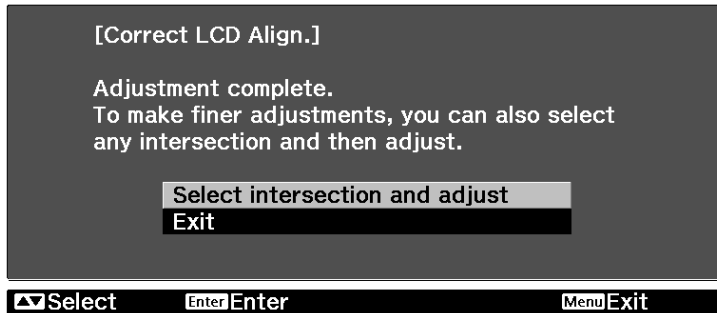 [Correct LCD Align.]
Adjustment complete.
To make finer adjustments, you can also select
any intersection and then adjust.
Select intersection and adjust
Exit
Select Enter Enter Menu Exit